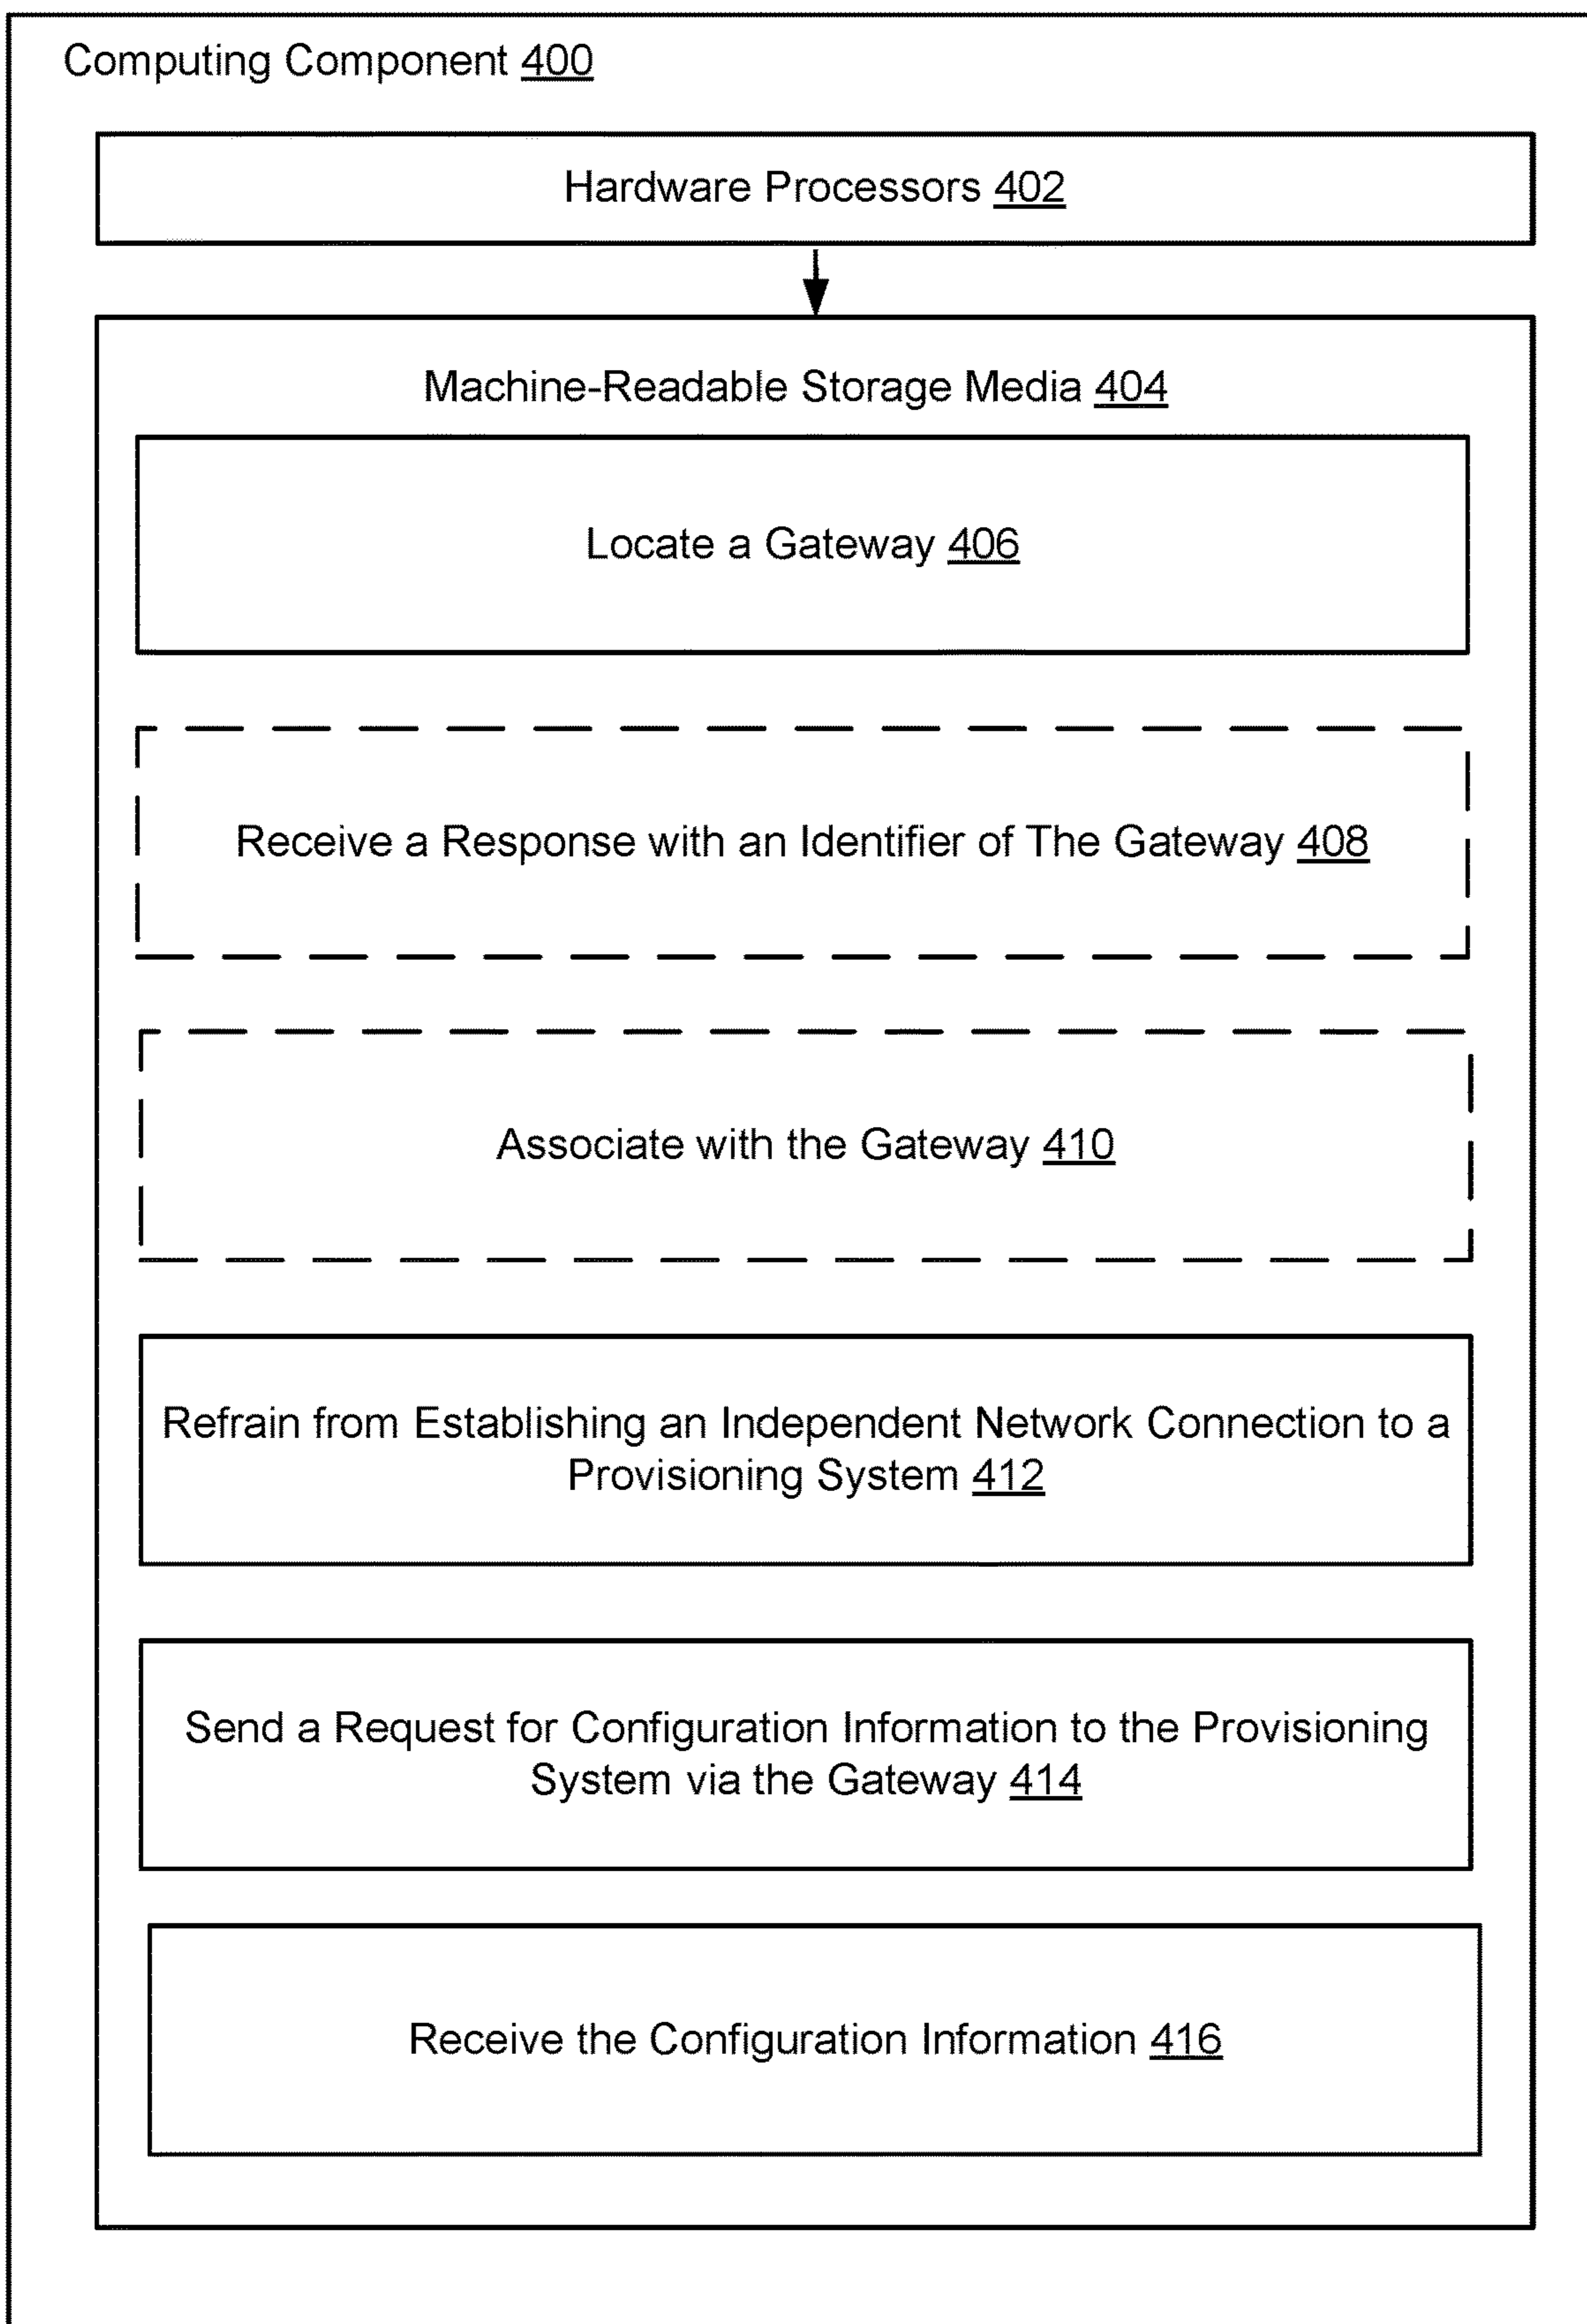 Computing Component 400
Hardware Processors 402
Machine-Readable Storage Media 404
Locate a Gateway 406
Receive a Response with an Identifier of The Gateway 408
Associate with the Gateway 410
Refrain from Establishing an Independent Network Connection to a
Provisioning System 412
Send a Request for Configuration Information to the Provisioning
System via the Gateway 414
Receive the Configuration Information 416